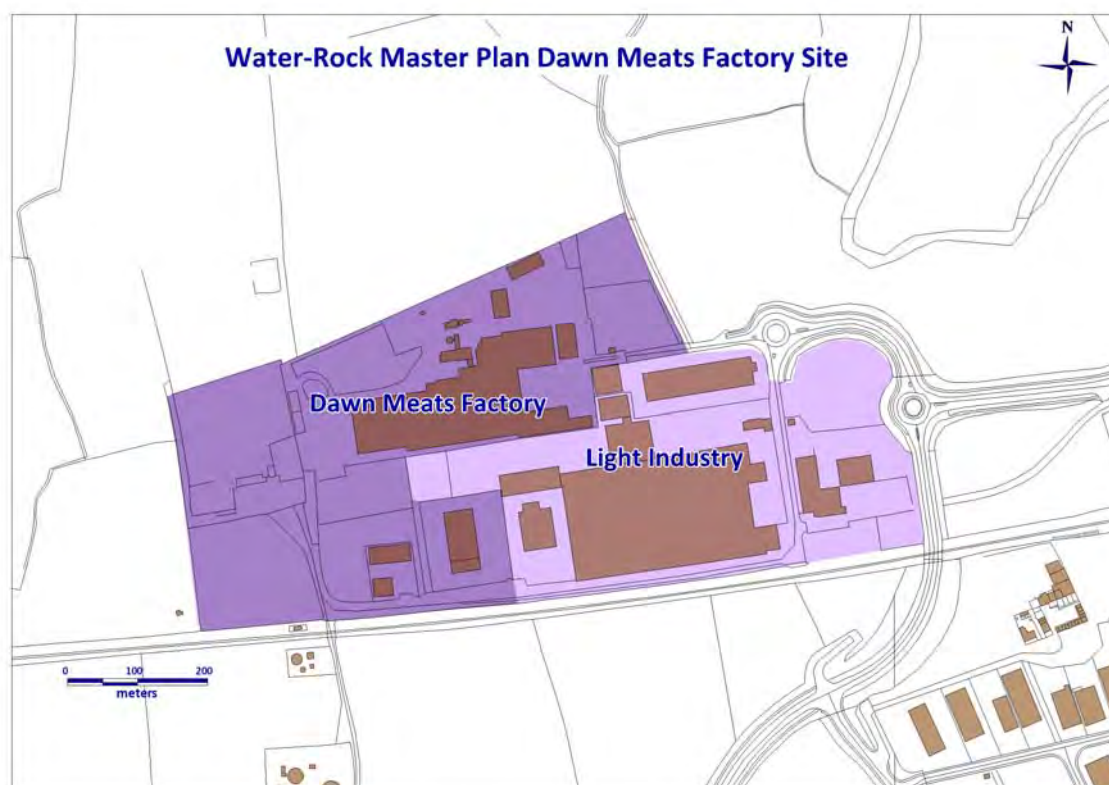 Water-Rock Master Plan Dawn Meats Factory Site
N
Dawn Meats Factory
Light Industry
0 100 200
meters